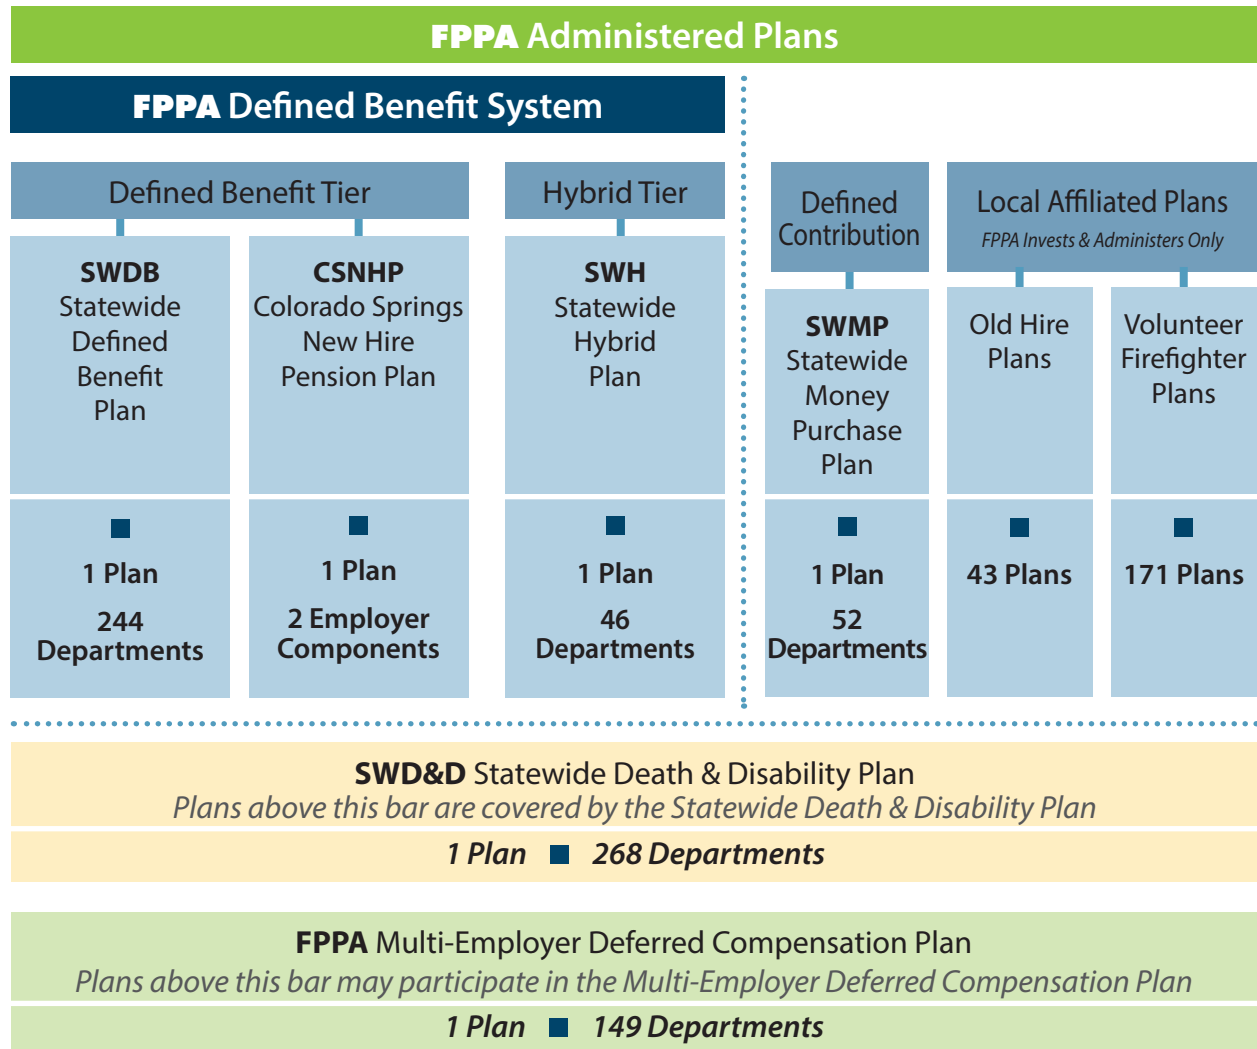 FPPA Administered Plans
FPPA Defined Benefit System
Defined Benefit Tier
SWDB
Statewide
Defined
Benefit
Plan
1 Plan
244
Departments
CSNHP
Colorado Springs
New Hire
Pension Plan
1 Plan
2 Employer
Components
Hybrid Tier
SWH
Statewide
Hybrid
Plan
1 Plan
46
Departments
Defined
Contribution
SWMP
Statewide
Money
Purchase
Plan
1 Plan
52
Departments
Local Affiliated Plans
FPPA Invests & Administers Only
Old Hire
Plans
43 Plans
Volunteer
Firefighter
Plans
171 Plans
SWD&D Statewide Death & Disability Plan
Plans above this bar are covered by the Statewide Death & Disability Plan
1 Plan ■ 268 Departments
FPPA Multi-Employer Deferred Compensation Plan
Plans above this bar may participate in the Multi-Employer Deferred Compensation Plan
1 Plan ■ 149 Departments